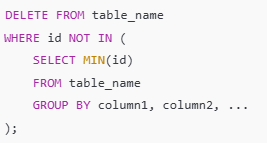 DELETE FROM table_name
WHERE id NOT IN (
    SELECT MIN(id)
    FROM table_name
    GROUP BY column1, column2, ...
);